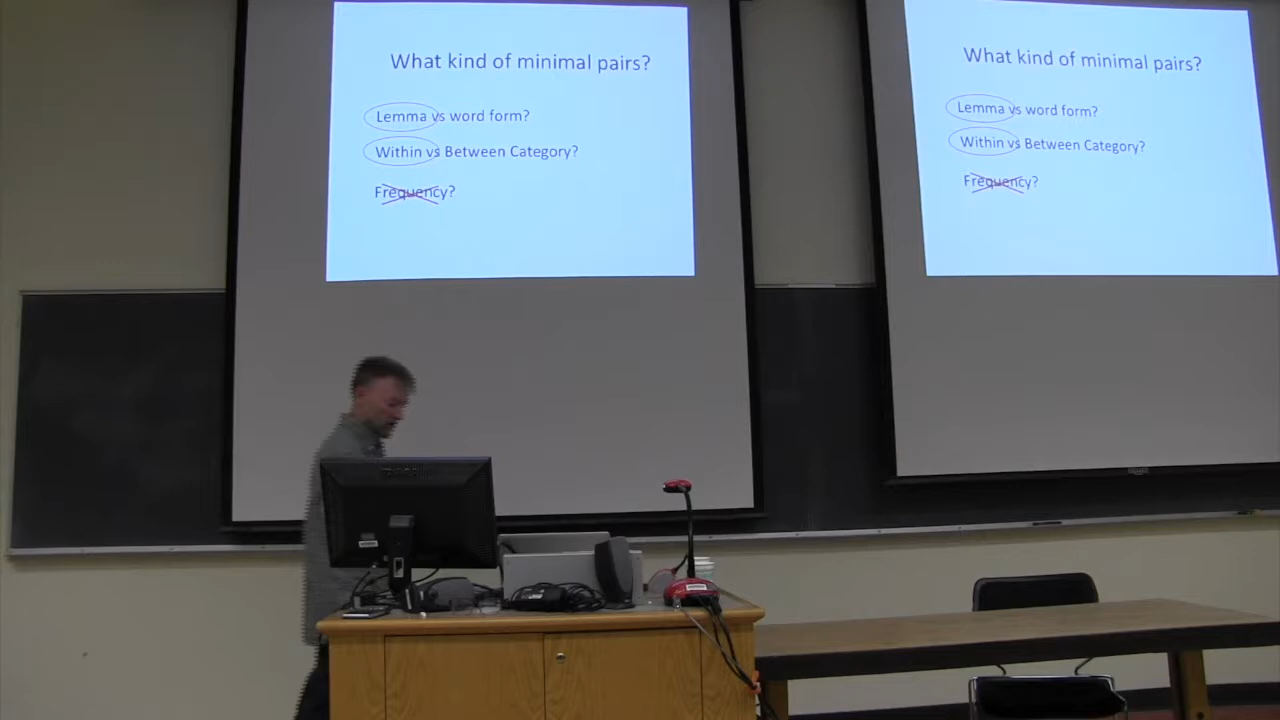 What kind of minimal pairs?
Lemma vs word form?
Within vs Between Category?
Frequency?
What kind of minimal pairs?
Lemma vs word form?
Within vs Between Category?
Frequency?